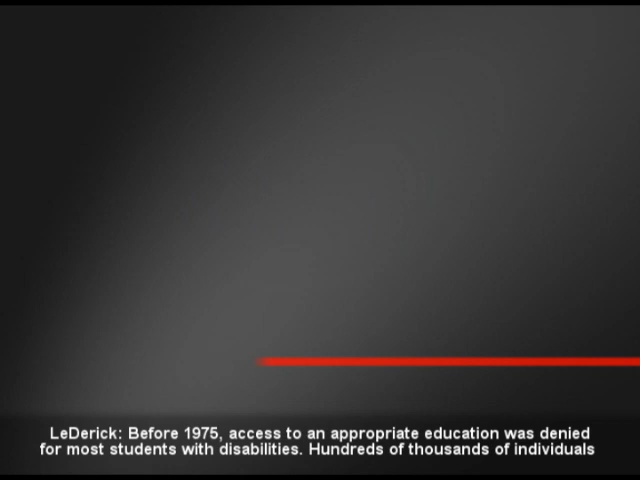 LeDerick: Before 1975, access to an appropriate education was denied
for most students with disabilities. Hundreds of thousands of individuals